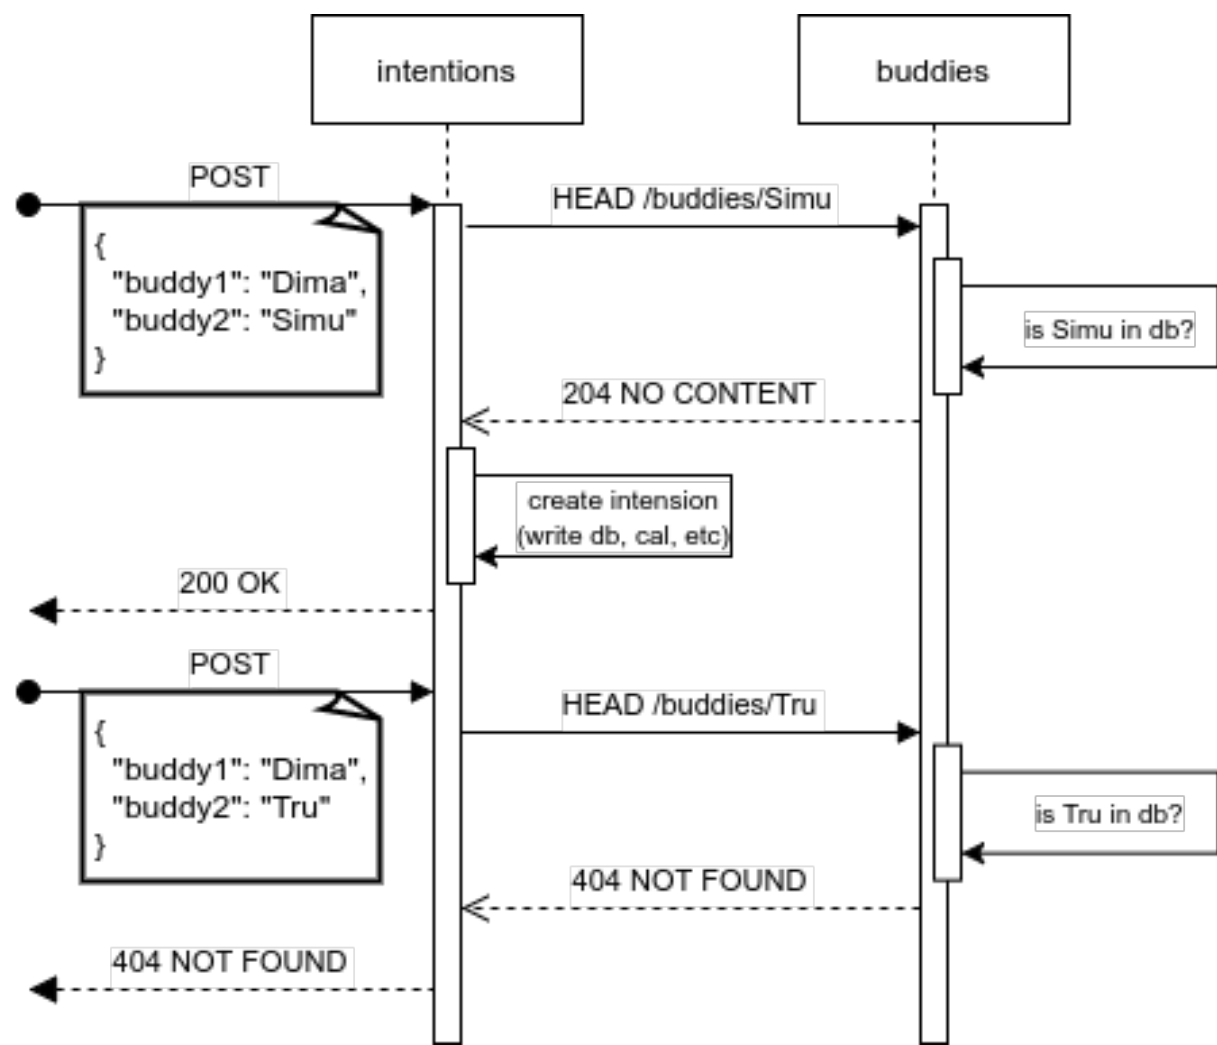 intentions
buddies
POST
HEAD /buddies/Simu
{
"buddy1": "Dima",
"buddy2": "Simu"
}
is Simu in db?
204 NO CONTENT
create intension
(write db, cal, etc)
200 OK
POST
HEAD /buddies/Tru
{
"buddy1": "Dima",
"buddy2": "Tru"
}
is Tru in db?
404 NOT FOUND
404 NOT FOUND